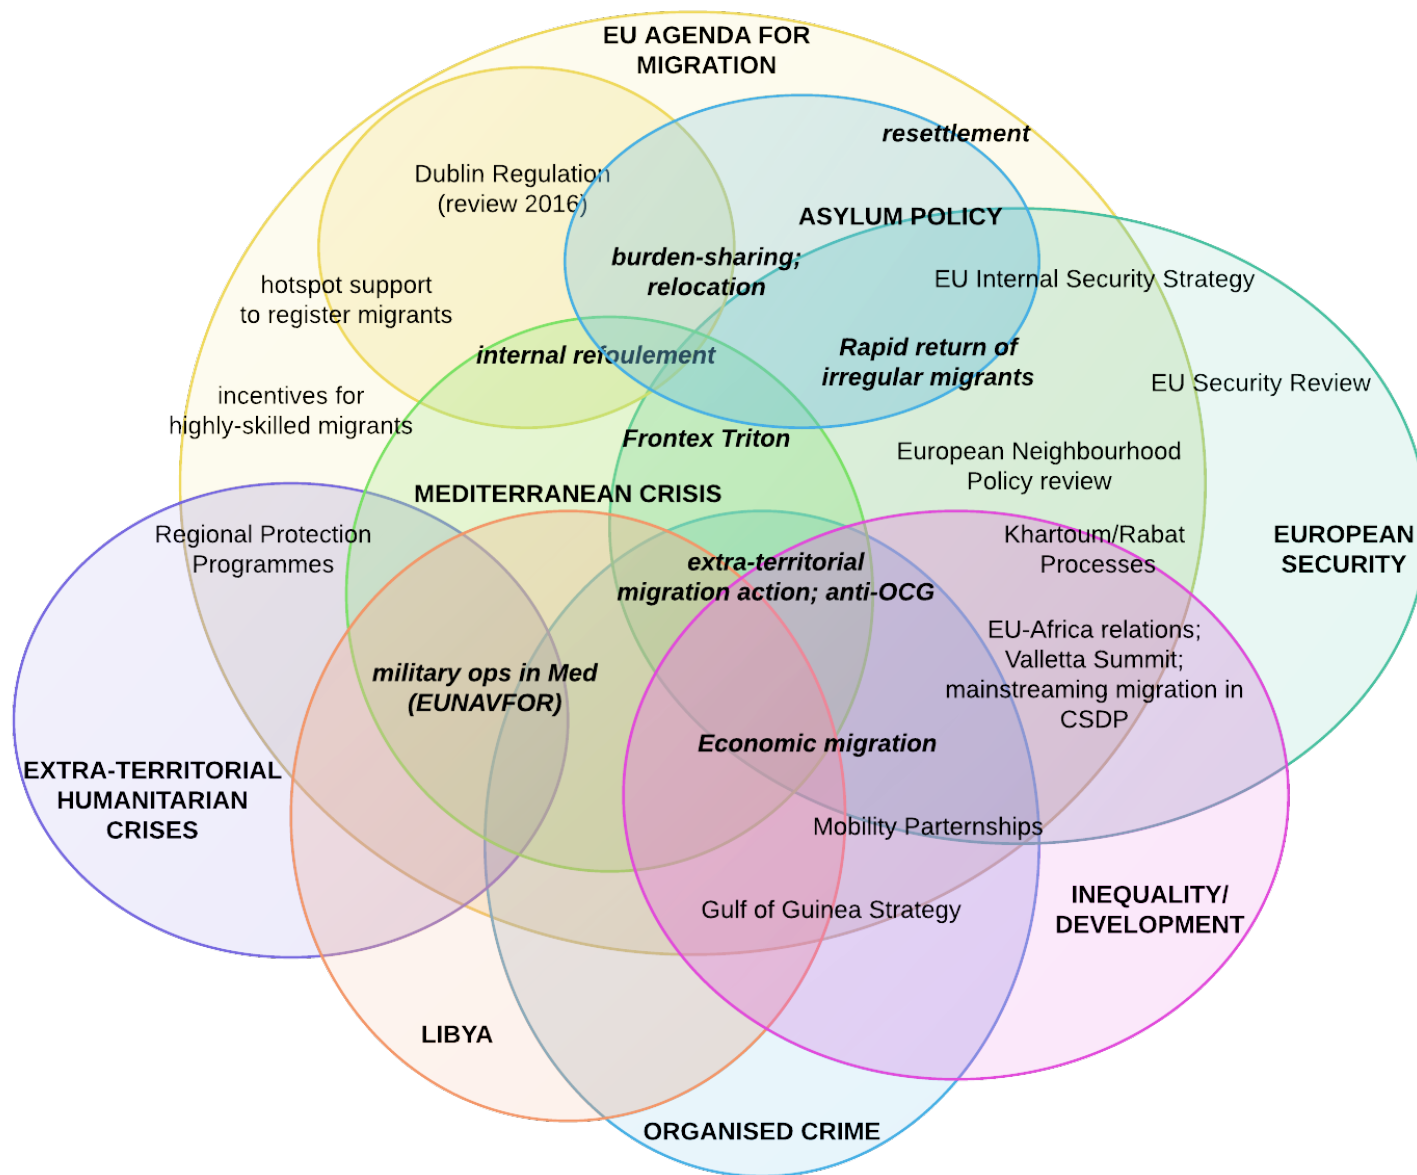 EU AGENDA FOR
MIGRATION
resettlement
Dublin Regulation
(review 2016)
ASYLUM POLICY
burden-sharing;
relocation
EU Internal Security Strategy
hotspot support
to register migrants
internal refoulement
Rapid return of
irregular migrants
EU Security Review
incentives for
highly-skilled migrants
Frontex Triton
European Neighbourhood
Policy review
MEDITERRANEAN CRISIS
Regional Protection
Programmes
Khartoum/Rabat
Processes
EUROPEAN
SECURITY
extra-territorial
migration action; anti-OCG
EU-Africa relations;
Valletta Summit;
mainstreaming migration in
CSDP
military ops in Med
(EUNAVFOR)
Economic migration
EXTRA-TERRITORIAL
HUMANITARIAN
CRISES
Mobility Parternships
Gulf of Guinea Strategy
INEQUALITY/
DEVELOPMENT
LIBYA
ORGANISED CRIME